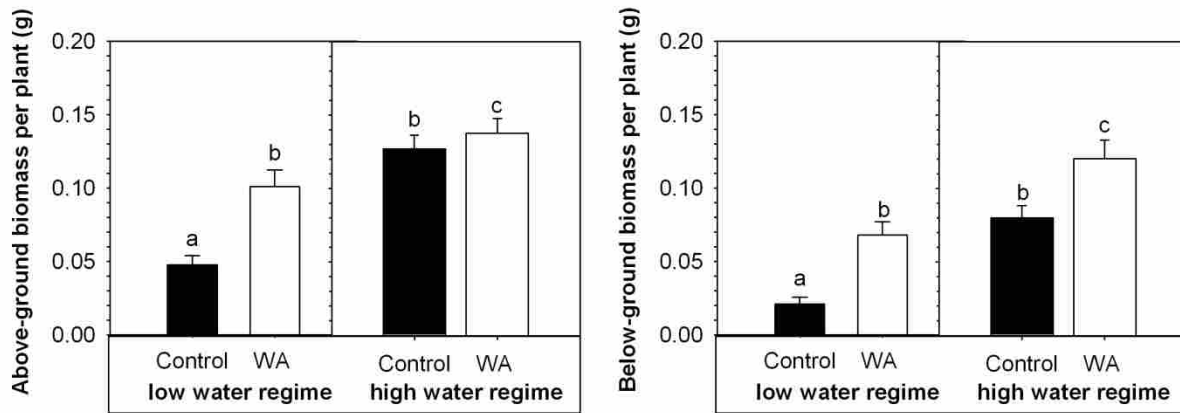 Above-ground biomass per plant (g)
0.20
0.15
0.10
0.05
0.00
a
b
b
c
Control WA Control WA
low water regime high water regime
Below-ground biomass per plant (g)
0.20
0.15
0.10
0.05
0.00
a
b
b
c
Control WA Control WA
low water regime high water regime